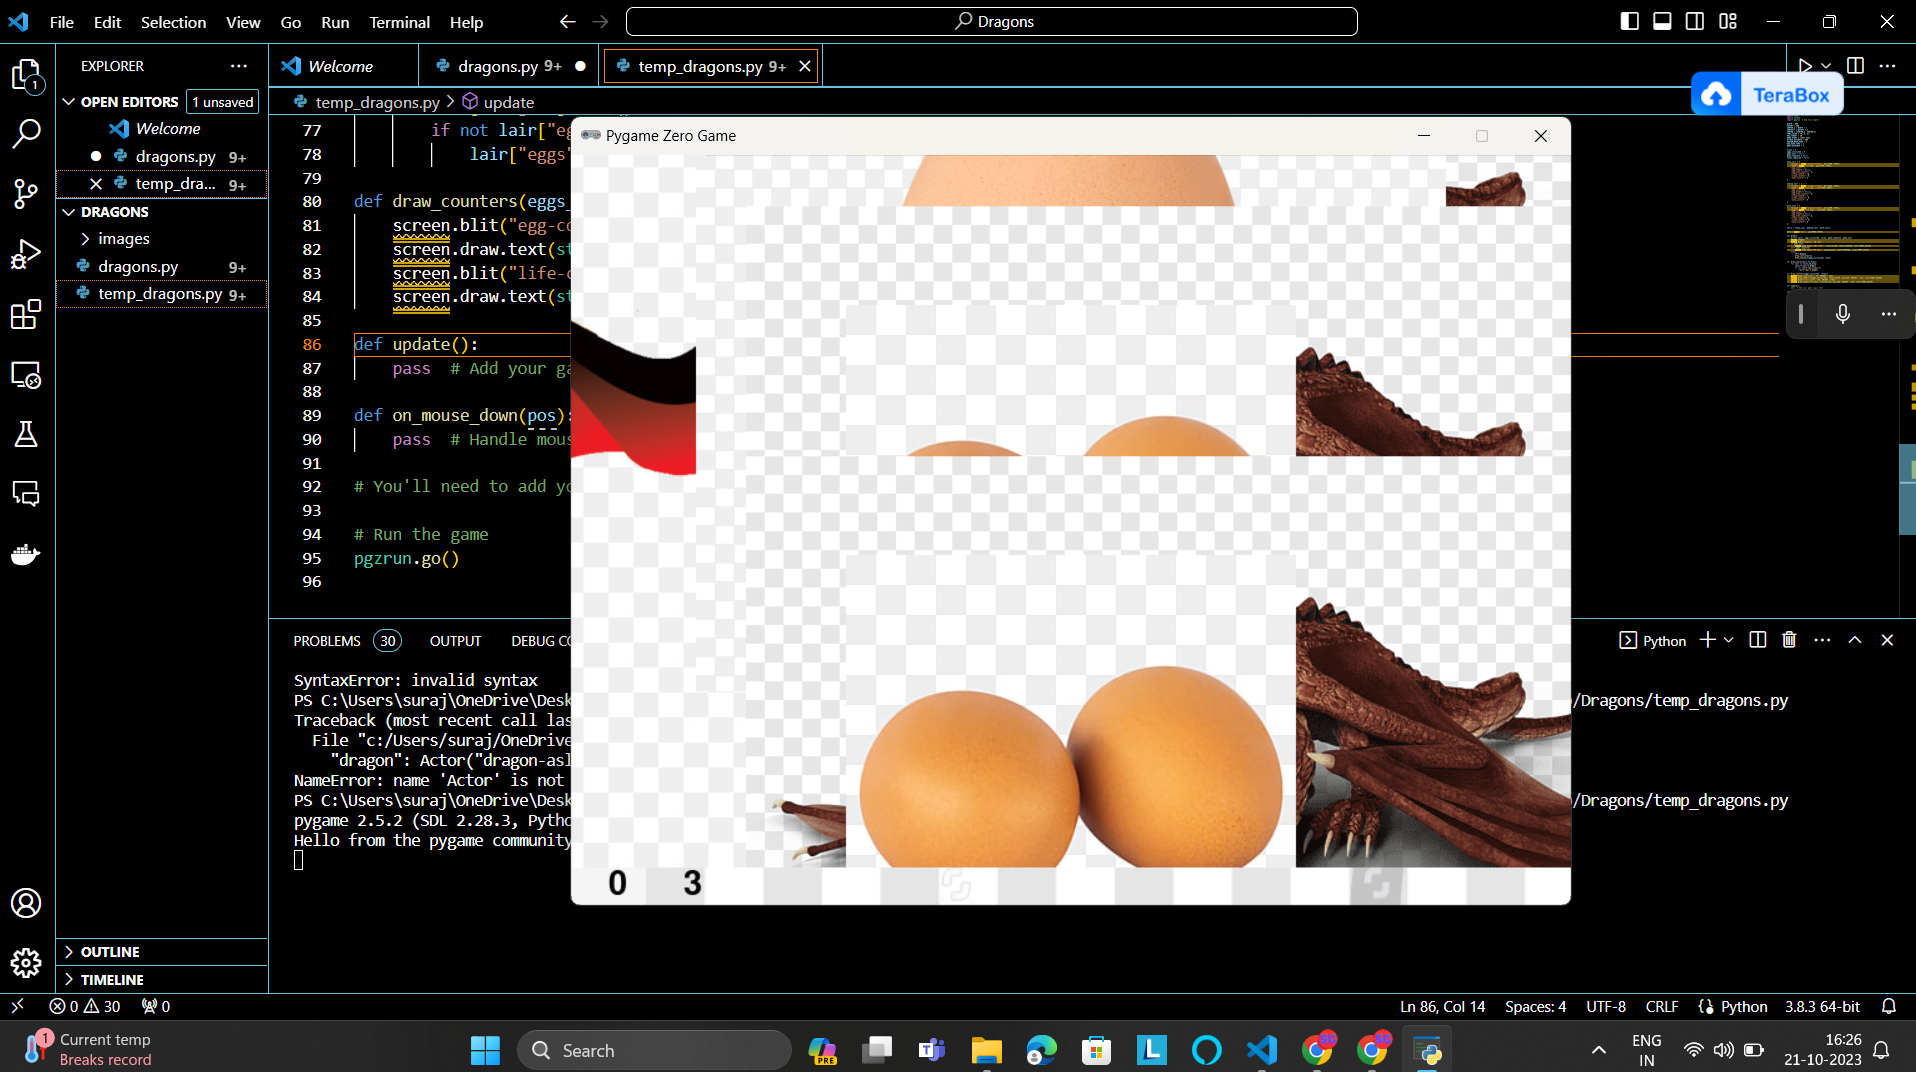 File Edit Selection View Go Run Terminal Help
Dragons
EXPLORER
OPEN EDITORS 1 unsaved
Welcome
dragons.py 9+
temp_dra... 9+
DRAGONS
images
dragons.py 9+
temp_dragons.py 9+
OUTLINE
TIMELINE
Welcome dragons.py 9+ temp_dragons.py 9+
temp_dragons.py > update
TeraBox
77 if not lair["eg
78 lair["eggs"
79
80 def draw_counters(eggs_
81 screen.blit("egg-co
82 screen.draw.text(st
83 screen.blit("life-c
84 screen.draw.text(st
85
86 def update():
87 pass # Add your ga
88
89 def on_mouse_down(pos):
90 pass # Handle mous
91
92 # You'll need to add yo
93
94 # Run the game
95 pgzrun.go()
96
Pygame Zero Game
0 3
PROBLEMS 30 OUTPUT DEBUG CO
Python
SyntaxError: invalid syntax
PS C:\Users\suraj\OneDrive\Desk /Dragons/temp_dragons.py
Traceback (most recent call las
File "c:/Users/suraj/OneDrive
"dragon": Actor("dragon-asl
NameError: name 'Actor' is not
PS C:\Users\suraj\OneDrive\Desk /Dragons/temp_dragons.py
pygame 2.5.2 (SDL 2.28.3, Pytho
Hello from the pygame community
0 30 0
Ln 86, Col 14 Spaces: 4 UTF-8 CRLF Python 3.8.3 64-bit
1
Current temp
Breaks record
Search
PRE
ENG
IN
16:26
21-10-2023